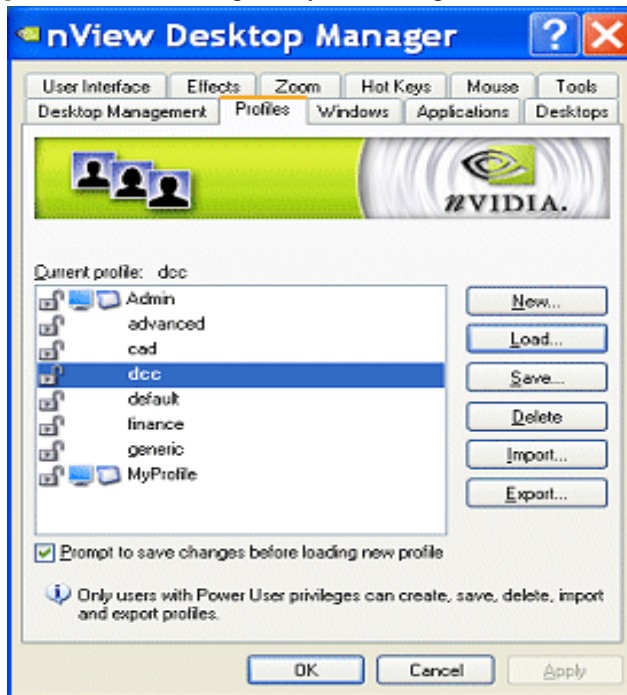 nView Desktop Manager
User Interface Effects Zoom Hot Keys Mouse Tools
Desktop Management Profiles Windows Applications Desktops
nVIDIA.
Current profile: dcc
Admin
New...
advanced
Load...
cad
dcc
Save...
default
Delete
finance
generic
Import...
MyProfile
Export...
Prompt to save changes before loading new profile
Only users with Power User privileges can create, save, delete, import
and export profiles.
OK Cancel Apply